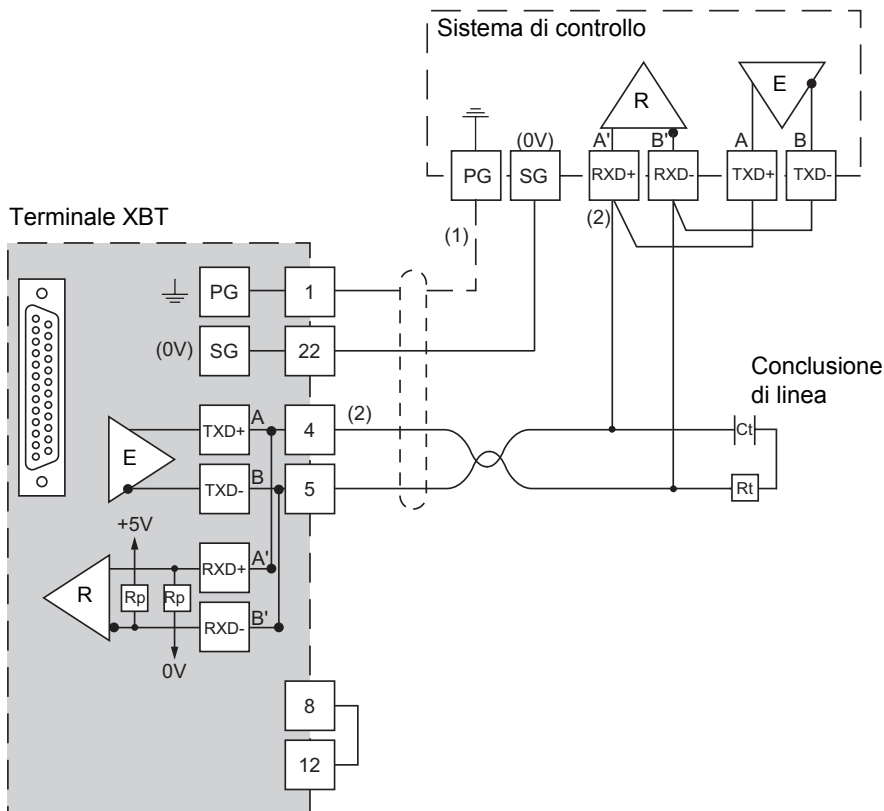 Sistema di controllo
E
R
(0V) A' B' A B
PG SG RXD+ RXD- TXD+ TXD-
(1) (2)
Terminale XBT
PG 1
(0V) SG 22
Conclusione
di linea
TXD+ A 4 (2)
Ct
E
TXD- B 5
Rt
+5V
RXD+ A'
R Rp Rp
RXD- B'
0V
8
12